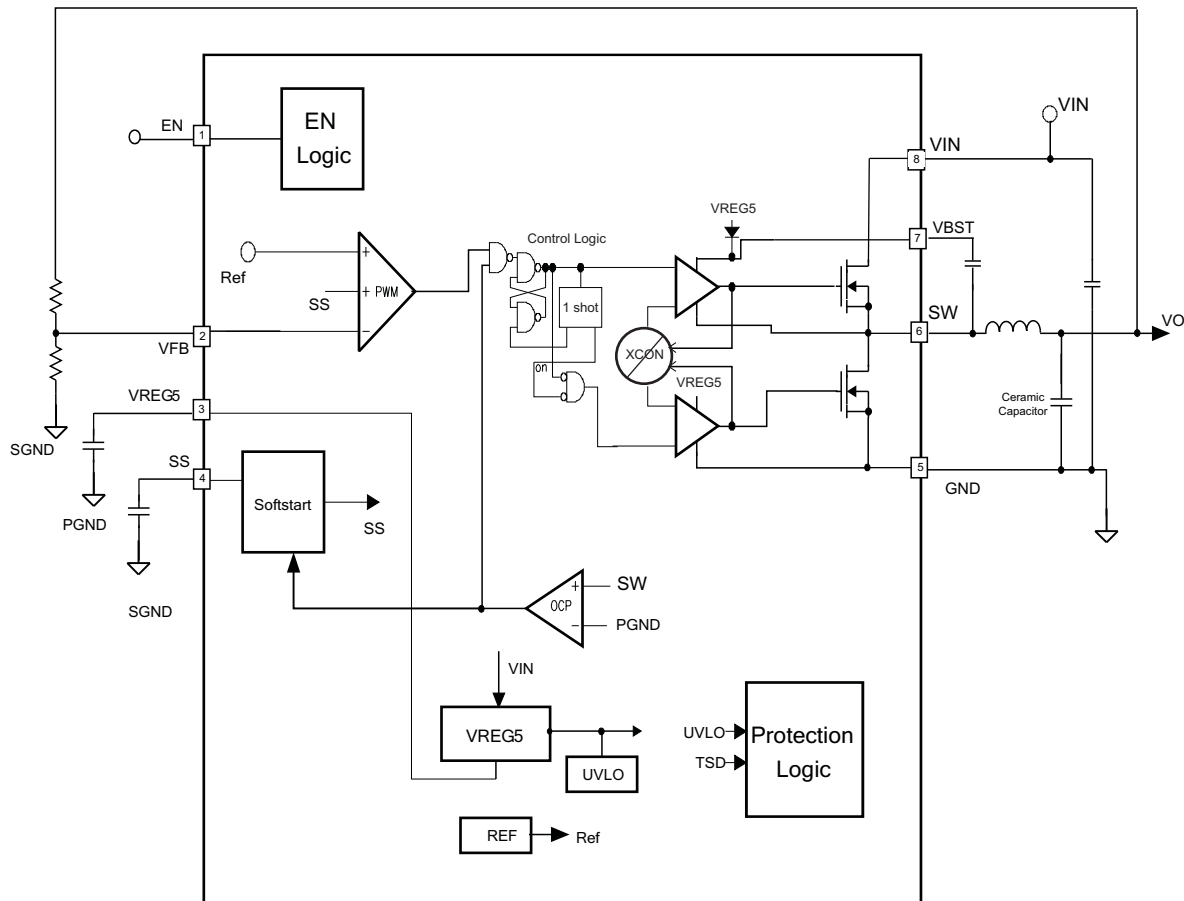 EN
1
EN
Logic
VIN
VIN
8
VREG5
VBST
7
Control Logic
Ref
SS
+
+
PWM
−
1 shot
SW
6
VO
2
VFB
XCON
on
VREG5
Ceramic
Capacitor
VREG5
3
SGND
SS
4
5
GND
PGND
Softstart
SS
SGND
+
OCP
−
SW
PGND
VIN
VREG5
UVLO
UVLO
TSD
Protection
Logic
REF
Ref